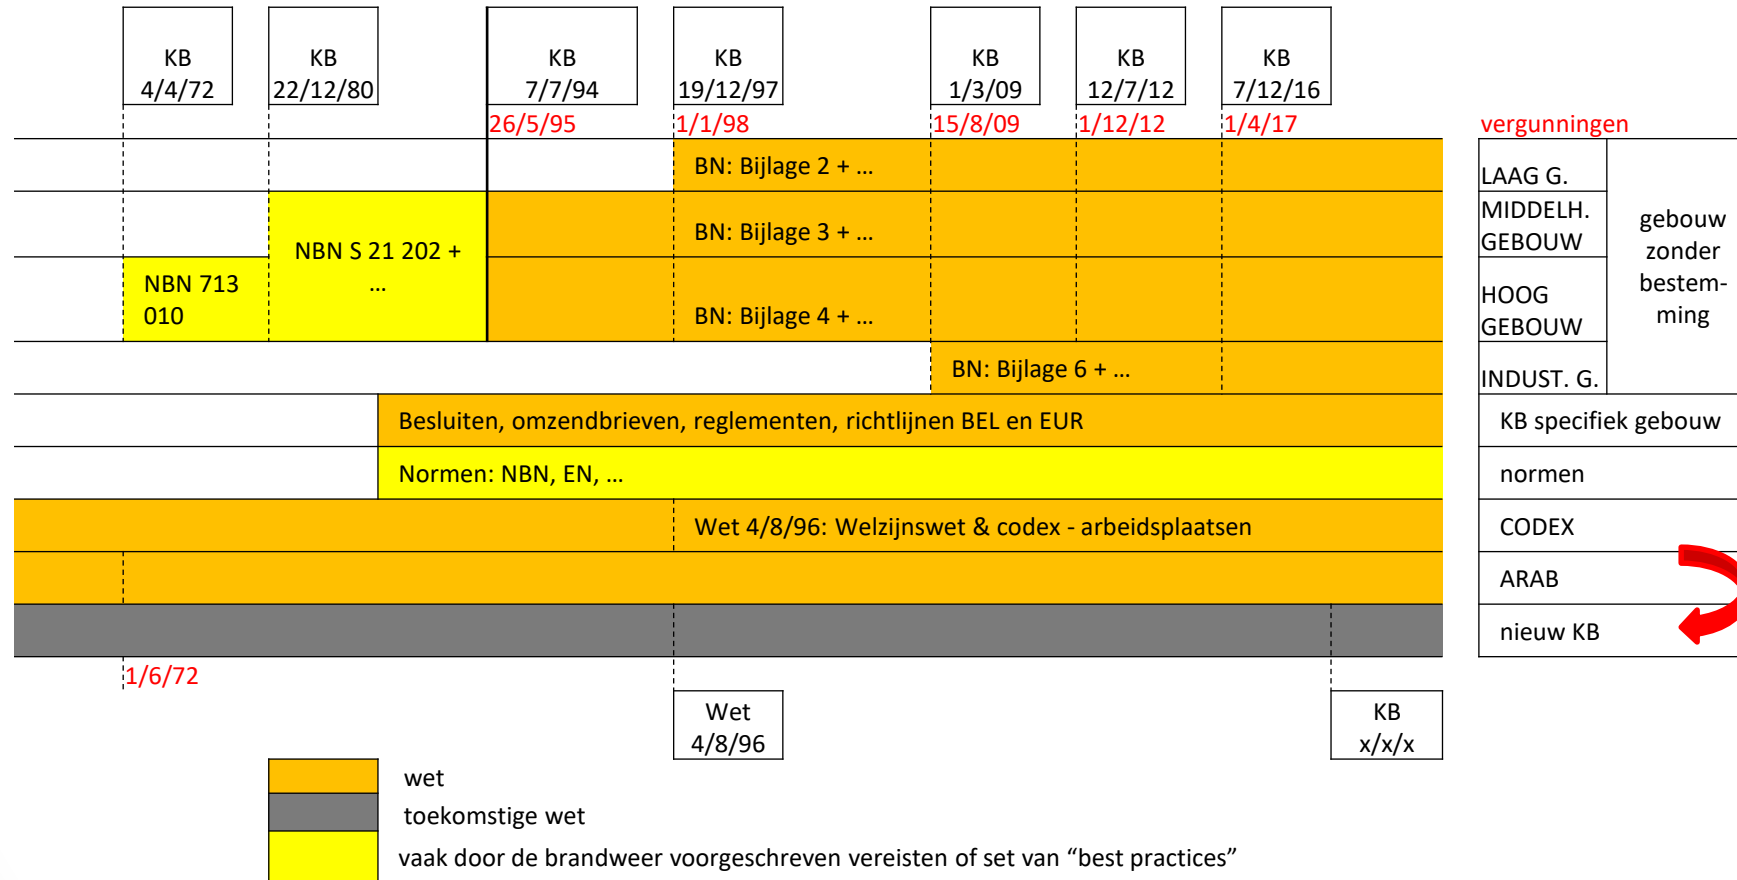 KB
4/4/72
KB
22/12/80
KB
7/7/94
KB
19/12/97
KB
1/3/09
KB
12/7/12
KB
7/12/16
26/5/95
1/1/98
15/8/09
1/12/12
1/4/17
vergunningen
BN: Bijlage 2 + ...
LAAG G.
NBN S 21 202 +
...
BN: Bijlage 3 + ...
MIDDELH.
GEBOUW
gebouw
zonder
bestem-
ming
NBN 713
010
BN: Bijlage 4 + ...
HOOG
GEBOUW
BN: Bijlage 6 + ...
INDUST. G.
Besluiten, omzendbrieven, reglementen, richtlijnen BEL en EUR
KB specifiek gebouw
Normen: NBN, EN, ...
normen
Wet 4/8/96: Welzijnswet & codex - arbeidsplaatsen
CODEX
ARAB
nieuw KB
1/6/72
Wet
4/8/96
KB
x/x/x
wet
toekomstige wet
vaak door de brandweer voorgeschreven vereisten of set van “best practices”